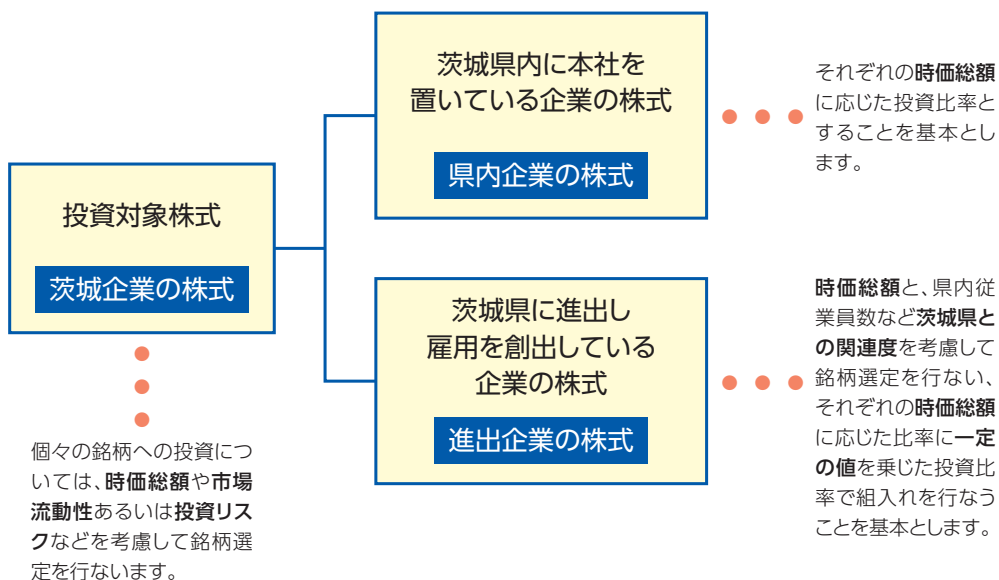 投資対象株式
茨城企業の株式
個々の銘柄への投資につ
いては、時価総額や市場
流動性あるいは投資リス
クなどを考慮して銘柄選
定を行ないます。
茨城県内に本社を
置いている企業の株式
県内企業の株式
それぞれの時価総額
に応じた投資比率と
することを基本とし
ます。
茨城県に進出し
雇用を創出している
企業の株式
進出企業の株式
時価総額と、県内従
業員数など茨城県と
の関連度を考慮して
銘柄選定を行ない、
それぞれの時価総額
に応じた比率に一定
の値を乗じた投資比
率で組入れを行なう
ことを基本とします。